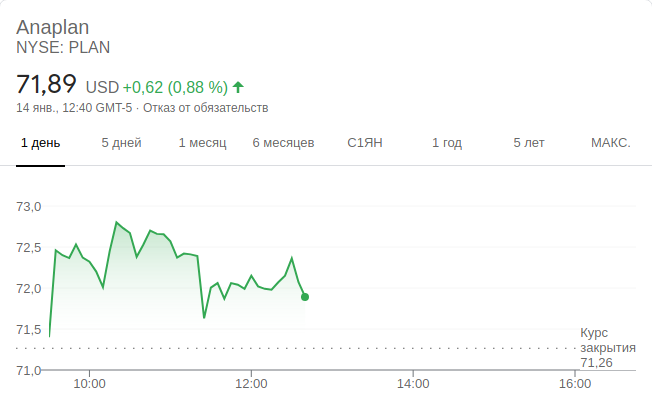 Anaplan
NYSE: PLAN
71,89 USD +0,62 (0,88 %)
14 янв., 12:40 GMT-5 · Отказ от обязательств
1 день 5 дней 1 месяц 6 месяцев С1ЯН 1 год 5 лет МАКС.
73,0
72,5
72,0
71,5
Курс
закрытия
71,26
71,0
10:00 12:00 14:00 16:00